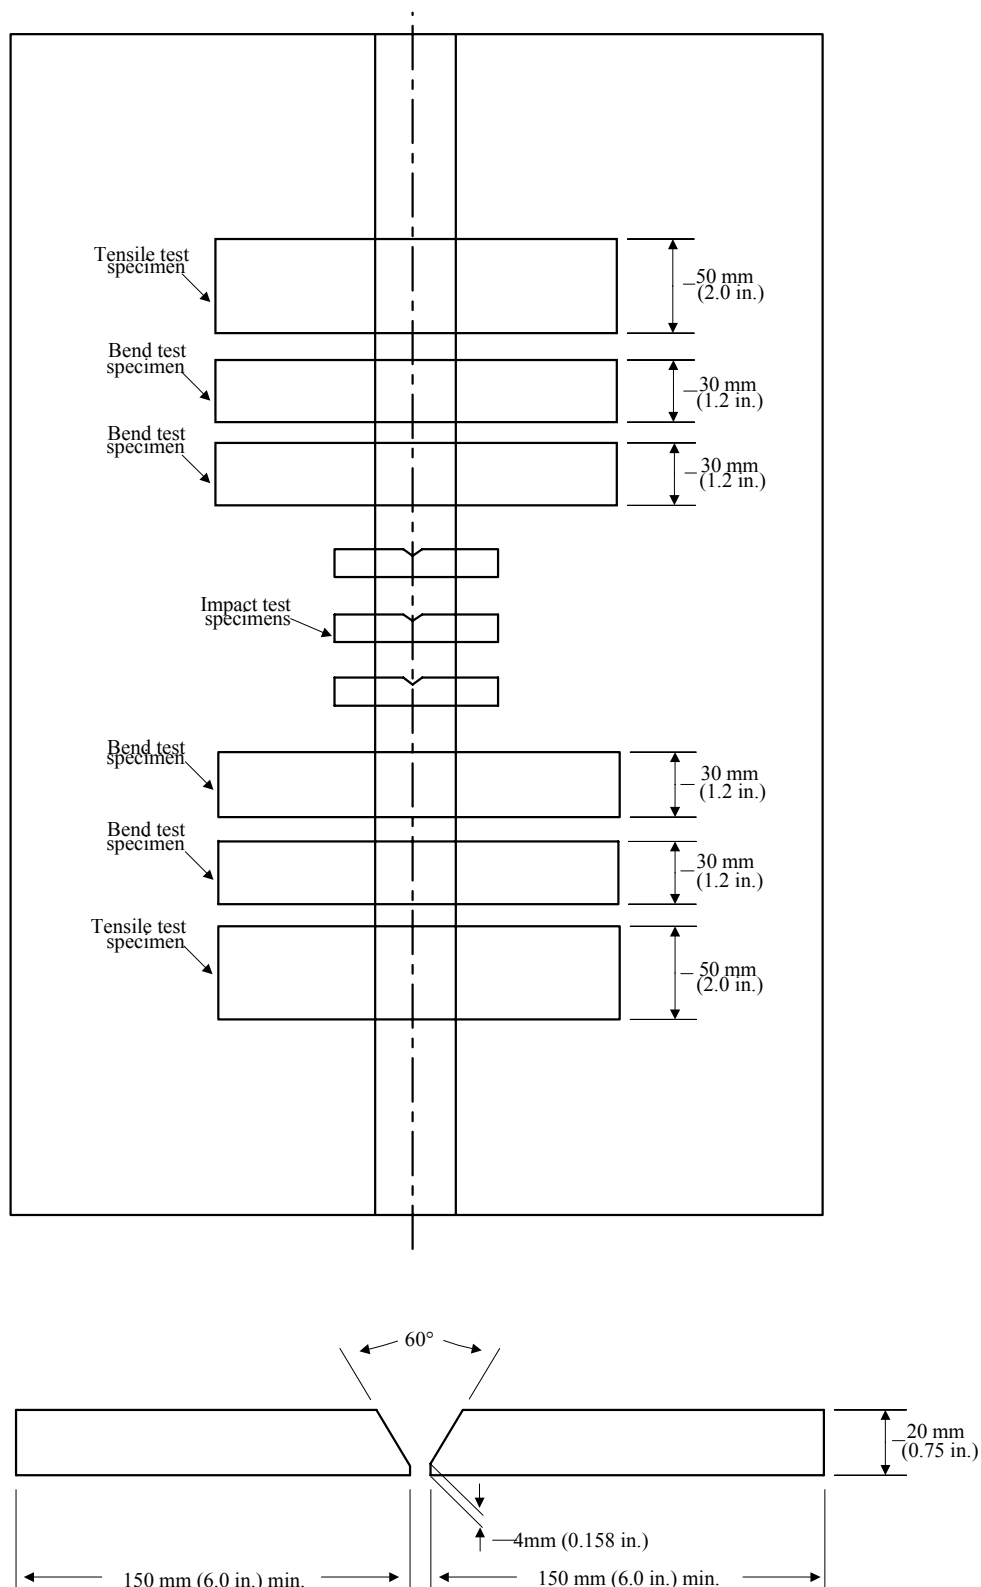 Tensile test
specimen
50 mm
(2.0 in.)
Bend test
specimen
30 mm
(1.2 in.)
Bend test
specimen
30 mm
(1.2 in.)
Impact test
specimens
Bend test
specimen
30 mm
(1.2 in.)
Bend test
specimen
30 mm
(1.2 in.)
Tensile test
specimen
50 mm
(2.0 in.)
60°
20 mm
(0.75 in.)
4mm (0.158 in.)
150 mm (6.0 in.) min.
150 mm (6.0 in.) min.